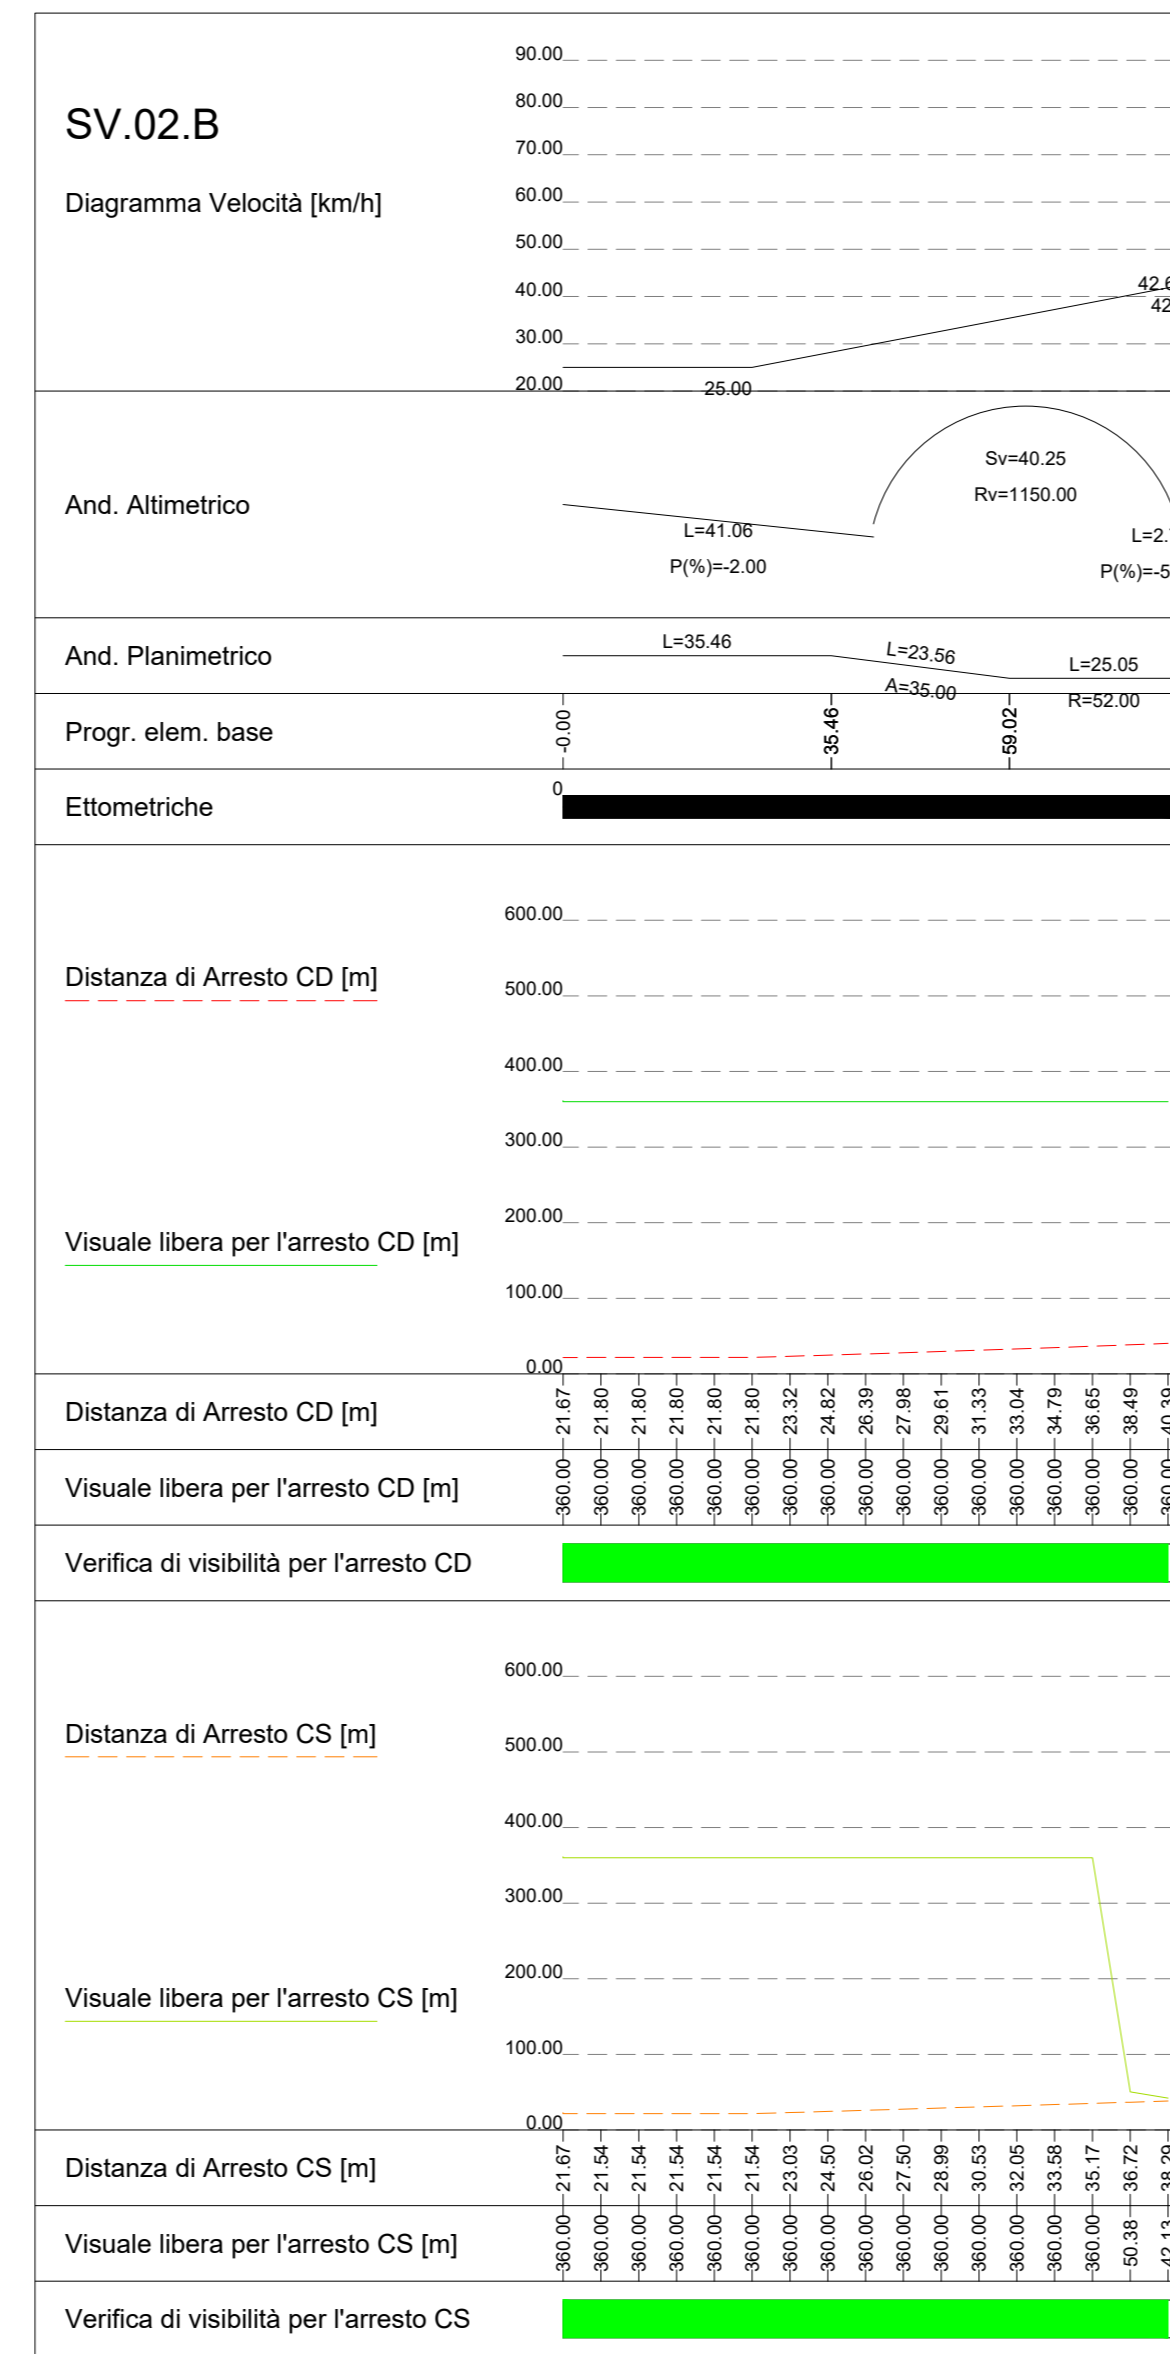 90.00
80.00
SV.02.B
70.00
Diagramma Velocità [km/h]
60.00
50.00
40.00
42.6
42
30.00
20.00
25.00
Sv=40.25
Rv=1150.00
And. Altimetrico
L=41.06
P(%)=-2.00
L=2.
P(%)=-5
And. Planimetrico
L=35.46
L=23.56
A=35.00
L=25.05
R=52.00
Progr. elem. base
-0.00
35.46
59.02
Ettometriche
0
600.00
Distanza di Arresto CD [m]
500.00
400.00
300.00
200.00
Visuale libera per l'arresto CD [m]
100.00
0.00
Distanza di Arresto CD [m]
21.67 21.80 21.80 21.80 21.80 21.80 23.32 24.82 26.39 27.98 29.61 31.33 33.04 34.79 36.65 38.49 40.39
Visuale libera per l'arresto CD [m]
360.00 360.00 360.00 360.00 360.00 360.00 360.00 360.00 360.00 360.00 360.00 360.00 360.00 360.00 360.00 360.00 360.00
Verifica di visibilità per l'arresto CD
600.00
Distanza di Arresto CS [m]
500.00
400.00
300.00
200.00
Visuale libera per l'arresto CS [m]
100.00
0.00
Distanza di Arresto CS [m]
21.67 21.54 21.54 21.54 21.54 21.54 23.03 24.50 26.02 27.50 28.99 30.53 32.05 33.58 35.17 36.72 38.29
Visuale libera per l'arresto CS [m]
360.00 360.00 360.00 360.00 360.00 360.00 360.00 360.00 360.00 360.00 360.00 360.00 360.00 360.00 360.00 50.38 42.13
Verifica di visibilità per l'arresto CS